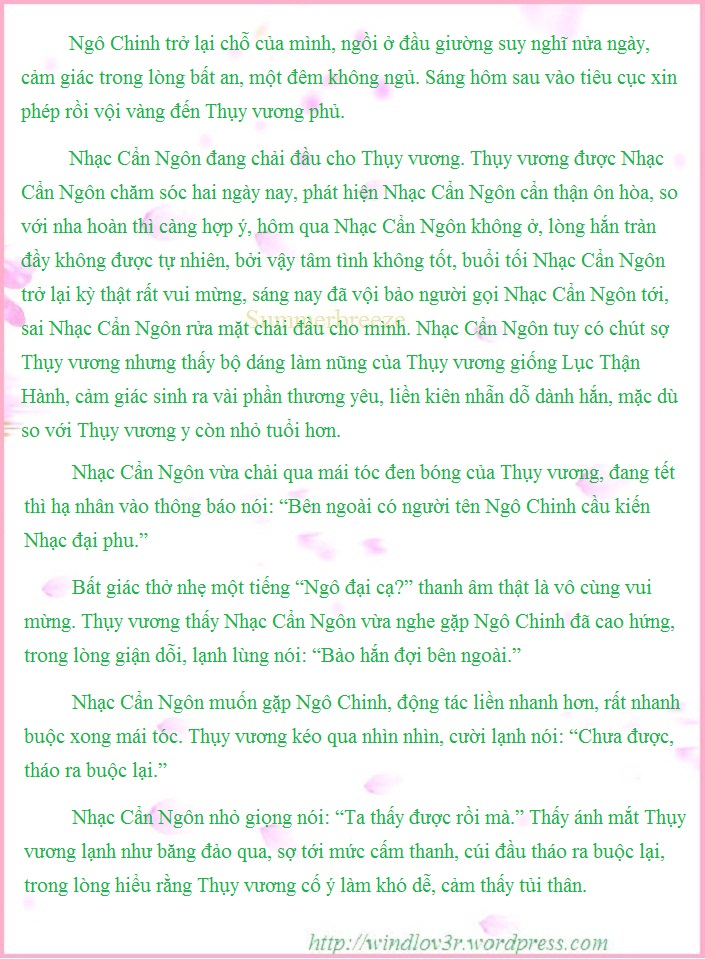 Ngô Chinh trở lại chỗ của mình, ngồi ở đầu giường suy nghĩ nửa ngày,
cảm giác trong lòng bất an, một đêm không ngủ. Sáng hôm sau vào tiêu cục xin
phép rồi vội vàng đến Thụy vương phủ.
Nhạc Cẩn Ngôn đang chải đầu cho Thụy vương. Thụy vương được Nhạc
Cẩn Ngôn chăm sóc hai ngày nay, phát hiện Nhạc Cẩn Ngôn cẩn thận ôn hòa, so
với nha hoàn thì càng hợp ý, hôm qua Nhạc Cẩn Ngôn không ở, lòng hắn tràn
đầy không được tự nhiên, bởi vậy tâm tình không tốt, buổi tối Nhạc Cẩn Ngôn
trở lại kỳ thật rất vui mừng, sáng nay đã vội bảo người gọi Nhạc Cẩn Ngôn tới,
Summerbreeze
sai Nhạc Cẩn Ngôn rửa mặt chải đầu cho mình. Nhạc Cẩn Ngôn tuy có chút sợ
Thụy vương nhưng thấy bộ dáng làm nũng của Thụy vương giống Lục Thận
Hành, cảm giác sinh ra vài phần thương yêu, liền kiên nhẫn dỗ dành hắn, mặc dù
so với Thụy vương y còn nhỏ tuổi hơn.
Nhạc Cẩn Ngôn vừa chải qua mái tóc đen bóng của Thụy vương, đang tết
thì hạ nhân vào thông báo nói: “Bên ngoài có người tên Ngô Chinh cầu kiến
Nhạc đại phu.”
Bất giác thở nhẹ một tiếng “Ngô đại cạ?” thanh âm thật là vô cùng vui
mừng. Thụy vương thấy Nhạc Cẩn Ngôn vừa nghe gặp Ngô Chinh đã cao hứng,
trong lòng giận dỗi, lạnh lùng nói: “Bảo hắn đợi bên ngoài.”
Nhạc Cẩn Ngôn muốn gặp Ngô Chinh, động tác liền nhanh hơn, rất nhanh
buộc xong mái tóc. Thụy vương kéo qua nhìn nhìn, cười lạnh nói: “Chưa được,
tháo ra buộc lại.”
Nhạc Cẩn Ngôn nhỏ giọng nói: “Ta thấy được rồi mà.” Thấy ánh mắt Thụy
vương lạnh như băng đảo qua, sợ tới mức cấm thanh, cúi đầu tháo ra buộc lại,
trong lòng hiểu rằng Thụy vương cố ý làm khó dễ, cảm thấy tủi thân.
http://windlov3r.wordpress.com